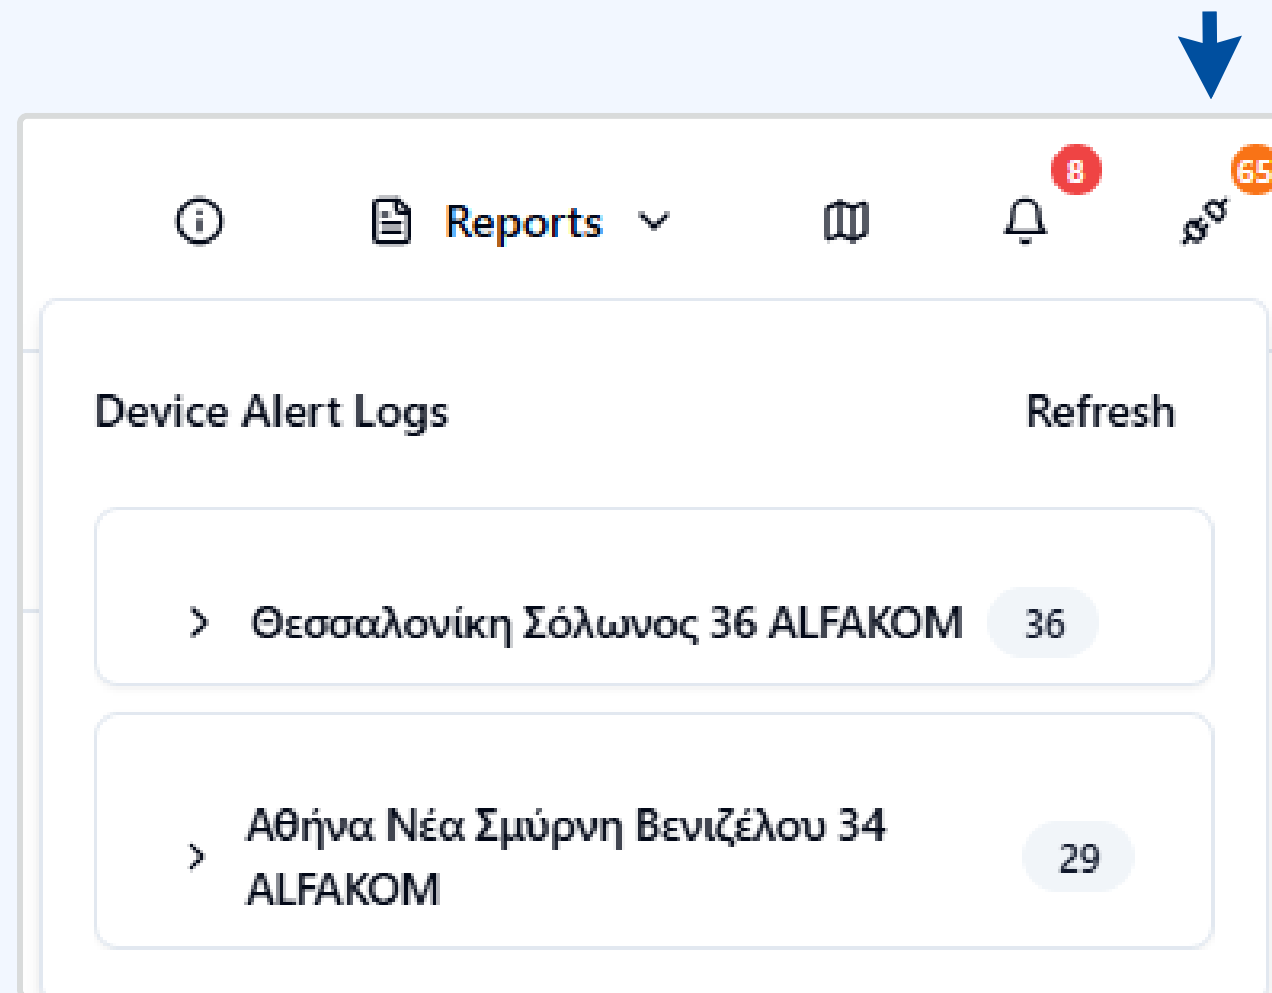 8
65
Reports
Device Alert Logs
Refresh
Θεσσαλονίκη Σόλωνος 36 ALFAKOM
36
Αθήνα Νέα Σμύρνη Βενιζέλου 34
ALFAKOM
29